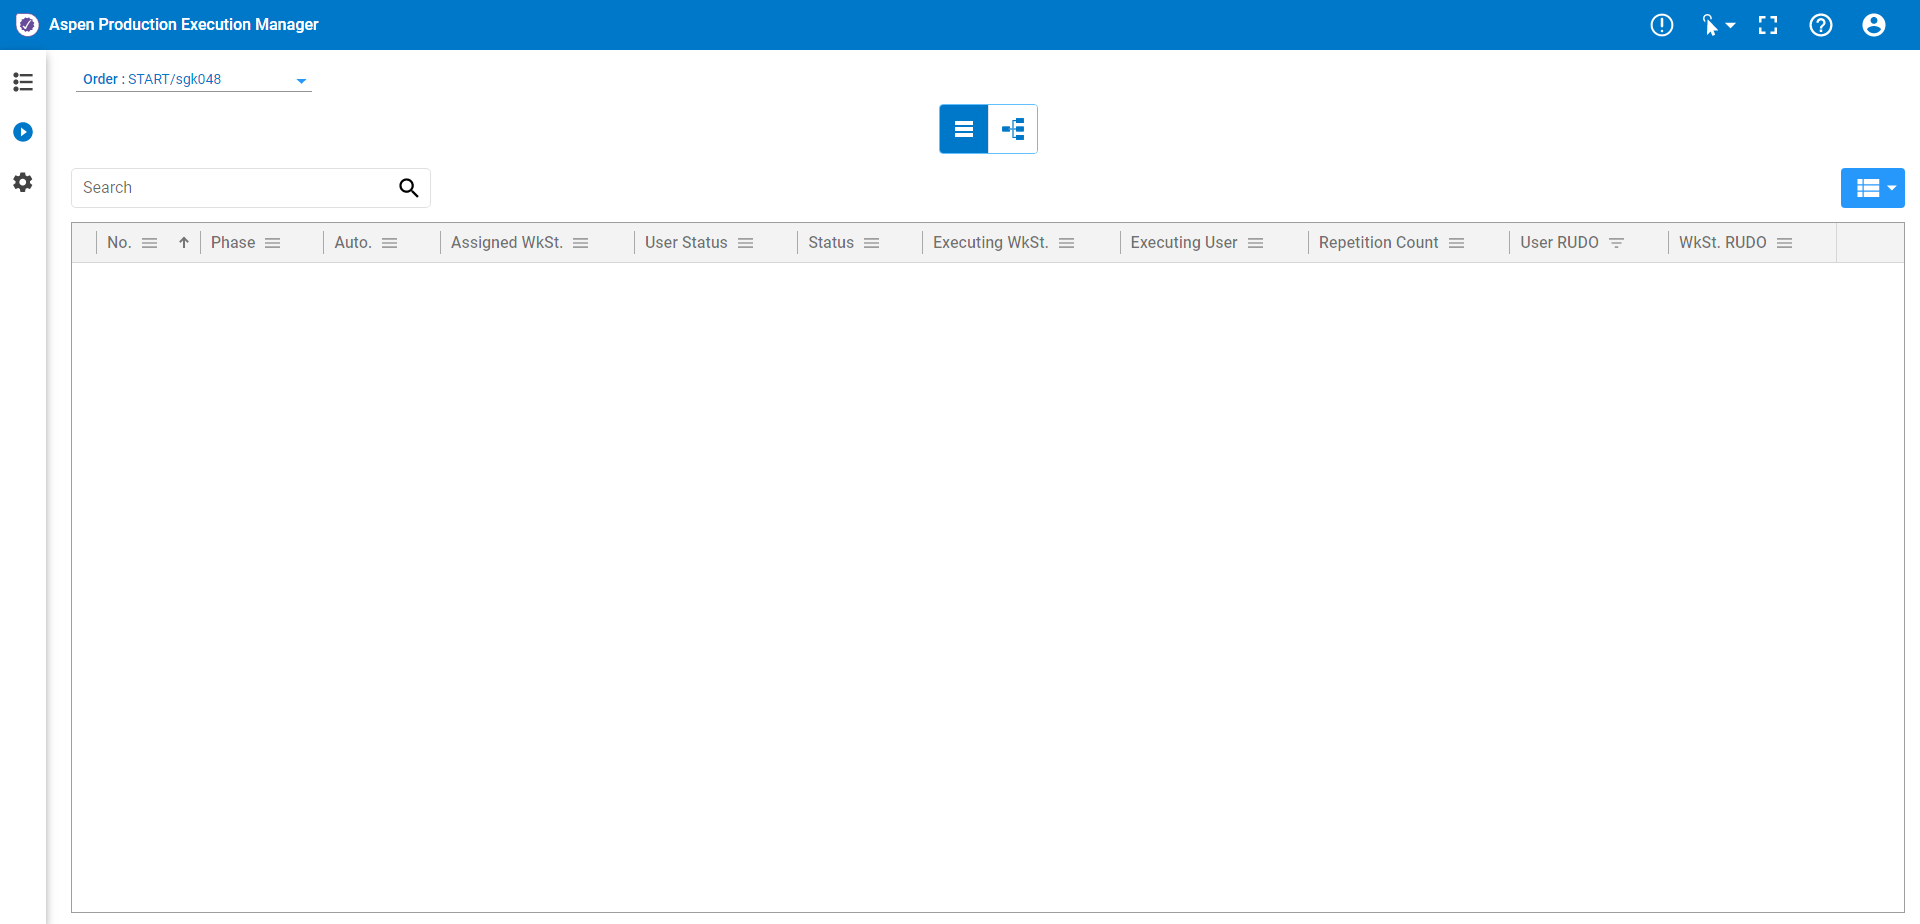 Aspen Production Execution Manager
Order : START/sgk048
Search
No. Phase Auto. Assigned WkSt. User Status Status Executing WkSt. Executing User Repetition Count User RUDO WkSt. RUDO